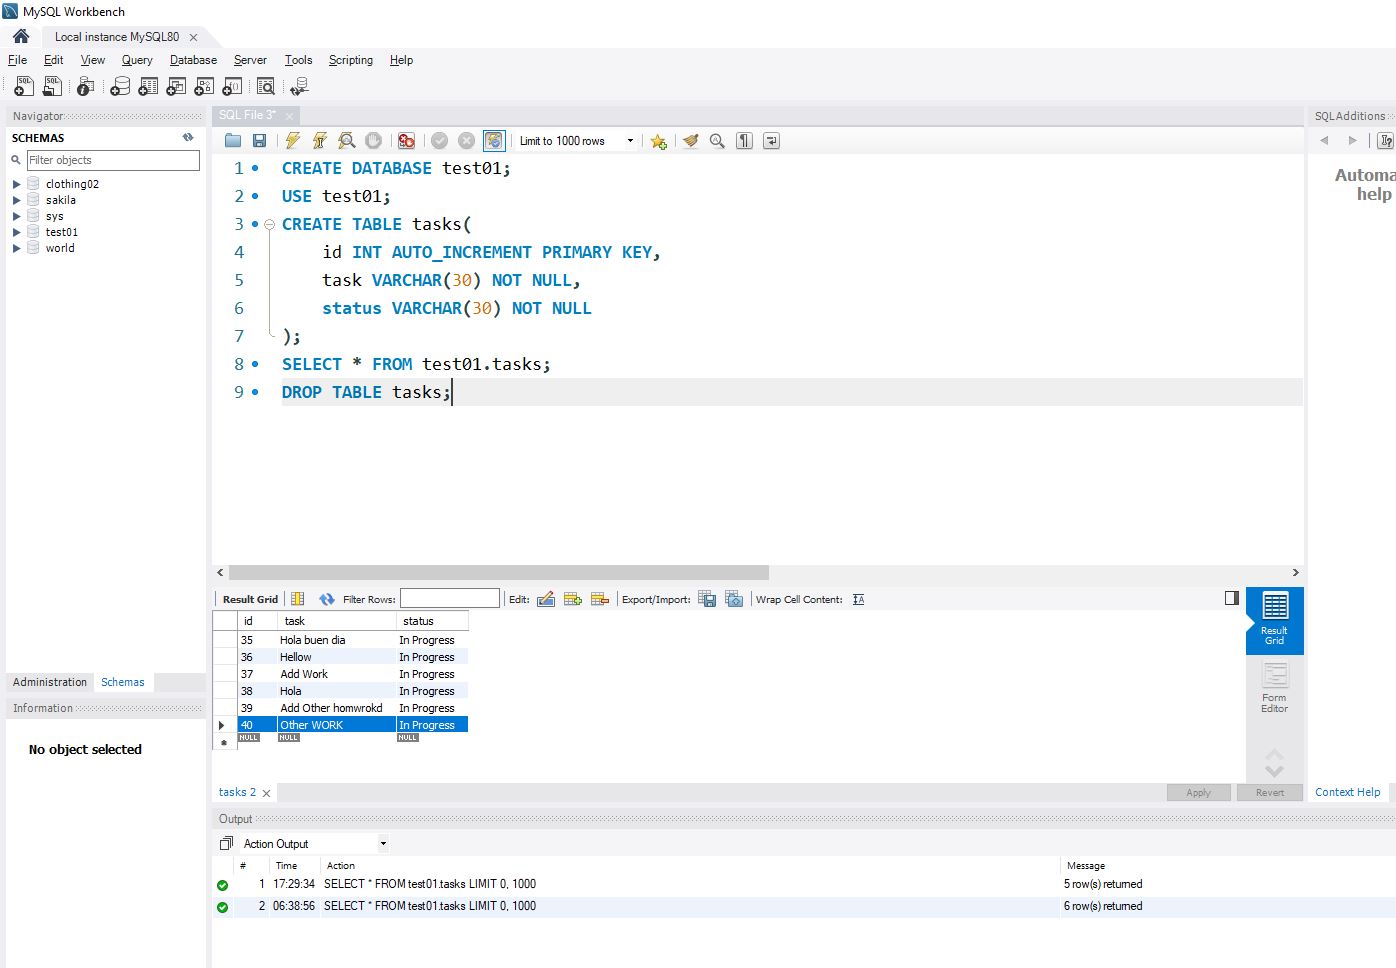 MySQL Workbench
Local instance MySQL80
File Edit View Query Database Server Tools Scripting Help
Navigator
SCHEMAS
Filter objects
clothing02
sakila
sys
test01
world
Administration Schemas
Information
No object selected
SQL File 3*
Limit to 1000 rows
1 CREATE DATABASE test01;
2 USE test01;
3 CREATE TABLE tasks(
4 id INT AUTO_INCREMENT PRIMARY KEY,
5 task VARCHAR(30) NOT NULL,
6 status VARCHAR(30) NOT NULL
7 );
8 SELECT * FROM test01.tasks;
9 DROP TABLE tasks;
Result Grid Filter Rows: Edit: Export/Import: Wrap Cell Content:
id task status
35 Hola buen dia In Progress
36 Hellow In Progress
37 Add Work In Progress
38 Hola In Progress
39 Add Other homwrokd In Progress
40 Other WORK In Progress
NULL NULL NULL
Result
Grid
Form
Editor
tasks 2
Apply Revert
Output
Action Output
# Time Action Message
1 17:29:34 SELECT * FROM test01.tasks LIMIT 0, 1000 5 row(s) returned
2 06:38:56 SELECT * FROM test01.tasks LIMIT 0, 1000 6 row(s) returned
SQLAdditions
Automa
help
Context Help